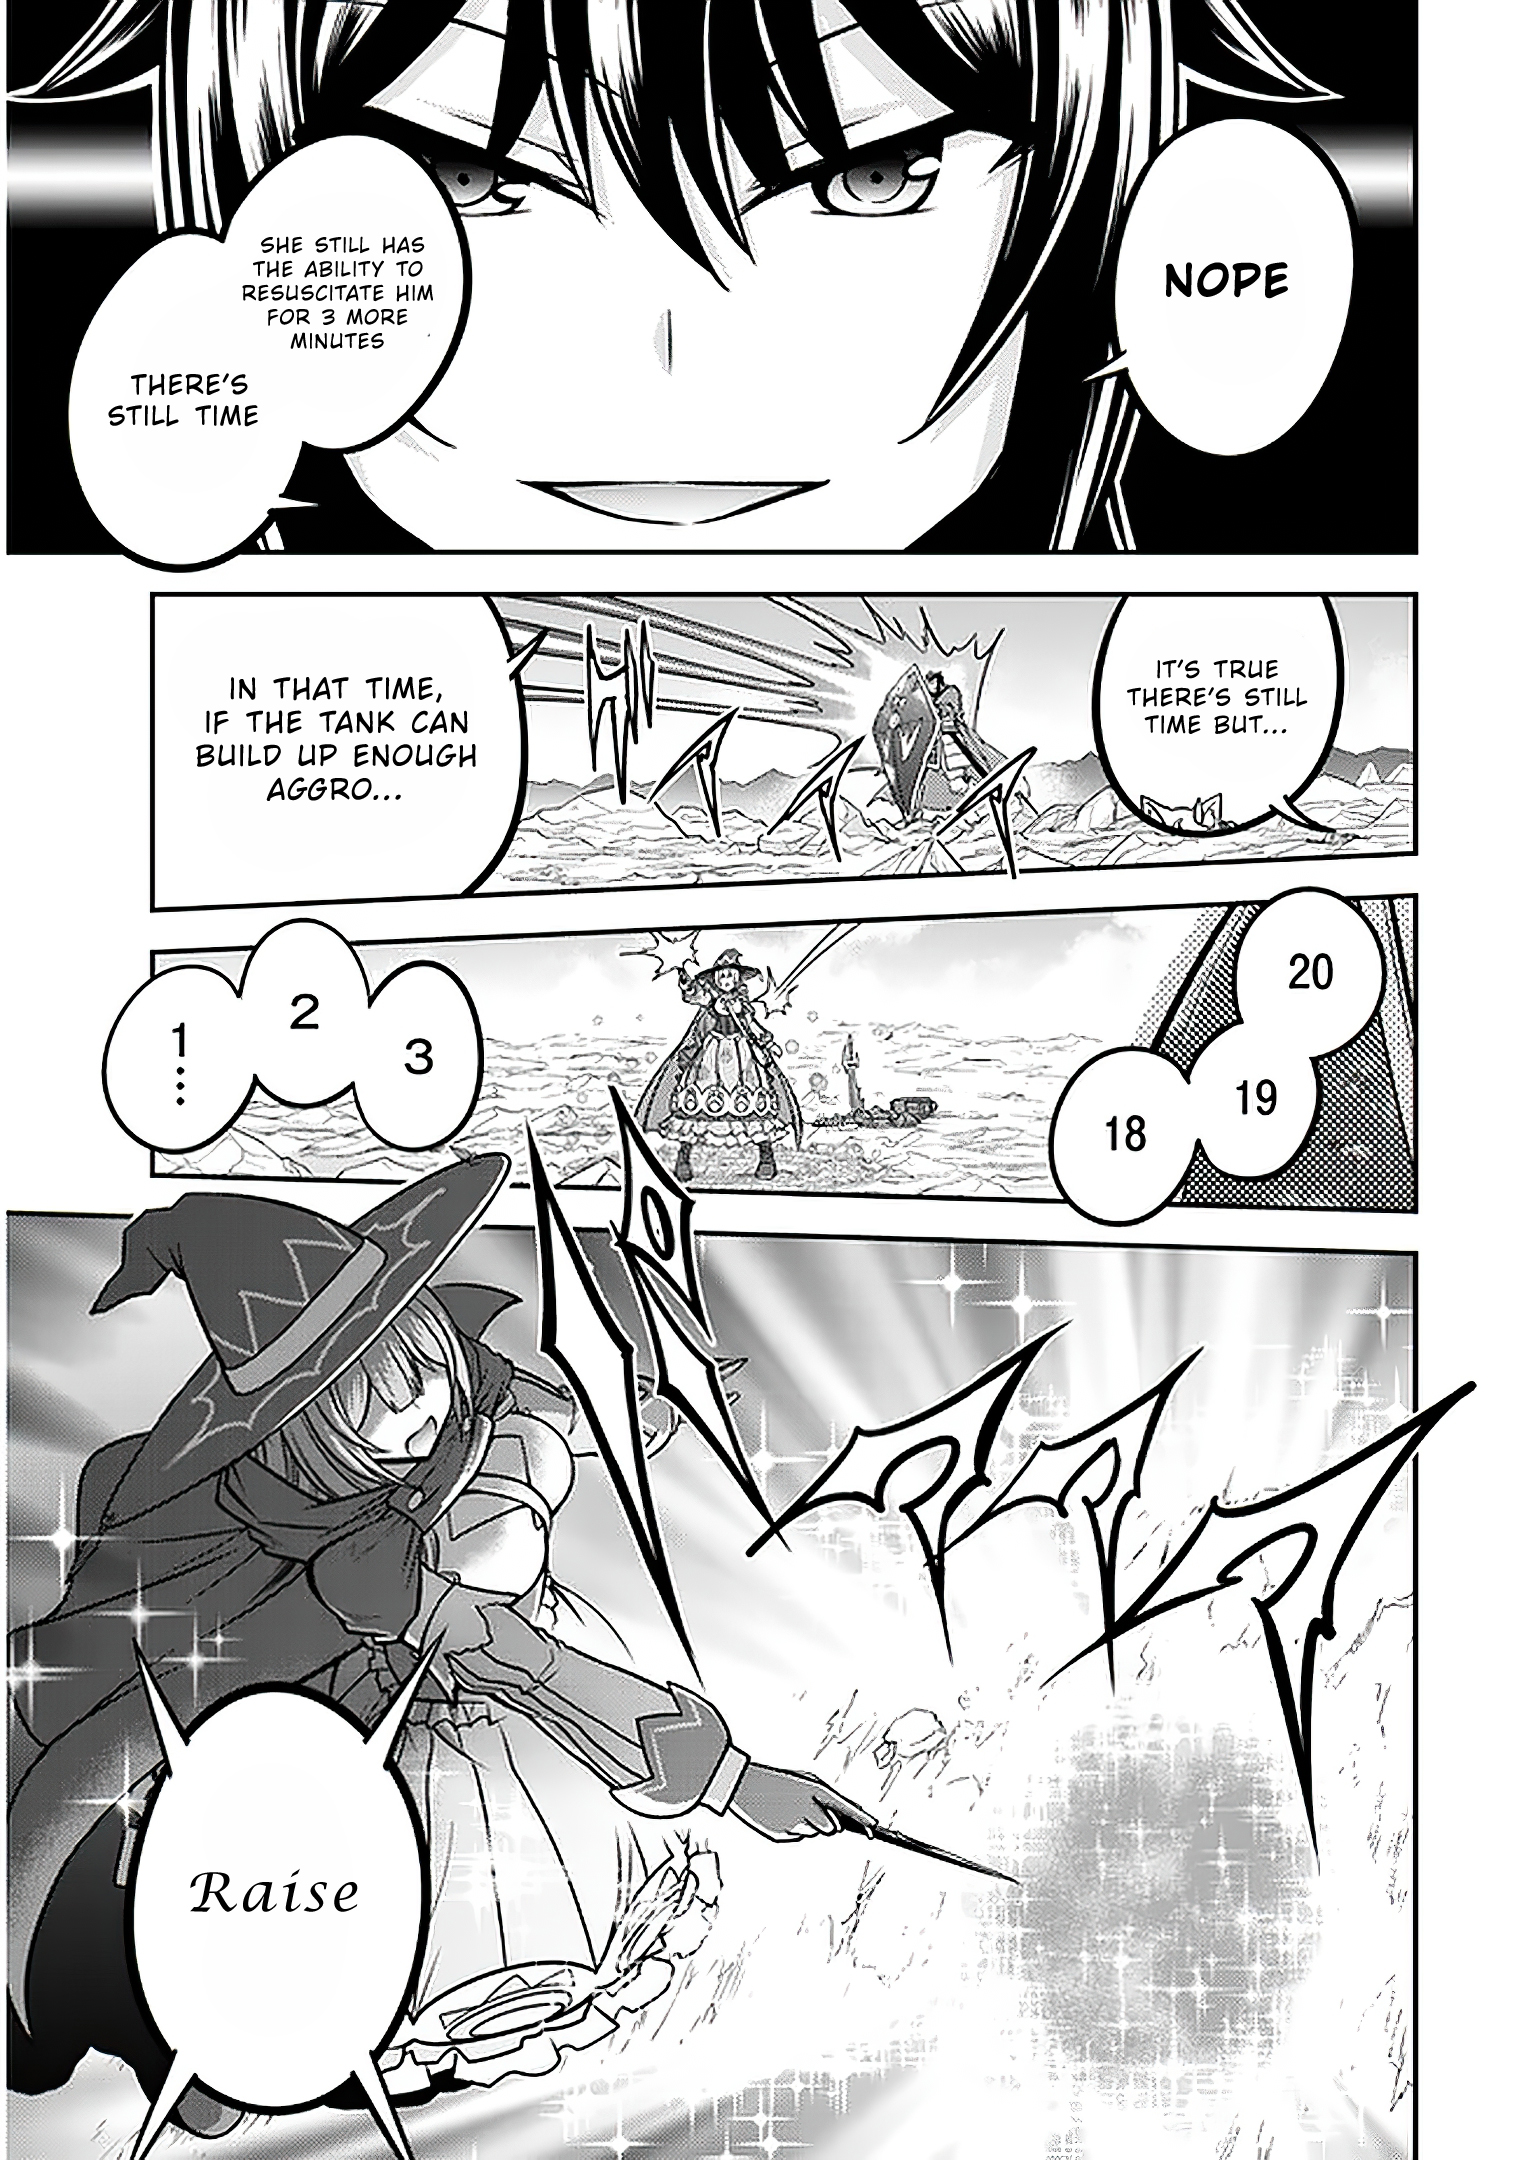 NOPE
SHE STILL HAS
THE ABILITY TO
RESUSCITATE HIM
FOR 3 MORE
MINUTES
THERE'S
STILL TIME
IT'S TRUE
THERE'S STILL
TIME BUT...
IN THAT TIME,
IF THE TANK CAN
BUILD UP ENOUGH
AGGRO...
20
19
18
3
2
1...
Raise